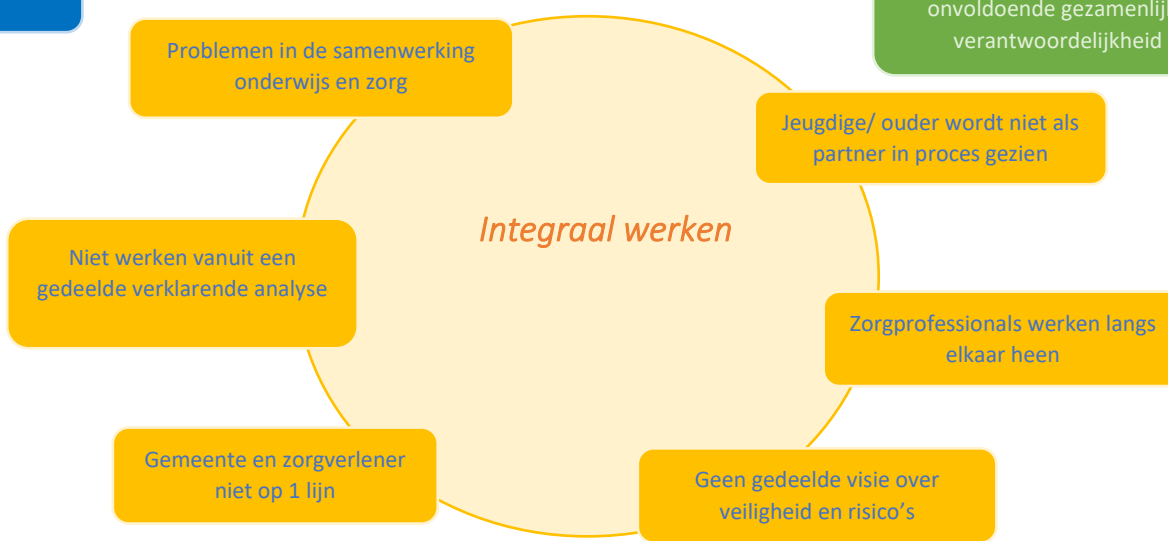 onvoldoende
verantwoordelijkheid
Problemen in de samenwerking
onderwijs en zorg
Jeugdige/ ouder wordt niet als
partner in proces gezien
Integraal werken
Niet werken vanuit een
gedeelde verklarende analyse
Zorgprofessionals werken langs
elkaar heen
Gemeente en zorgverlener
niet op 1 lijn
Geen gedeelde visie over
veiligheid en risico’s